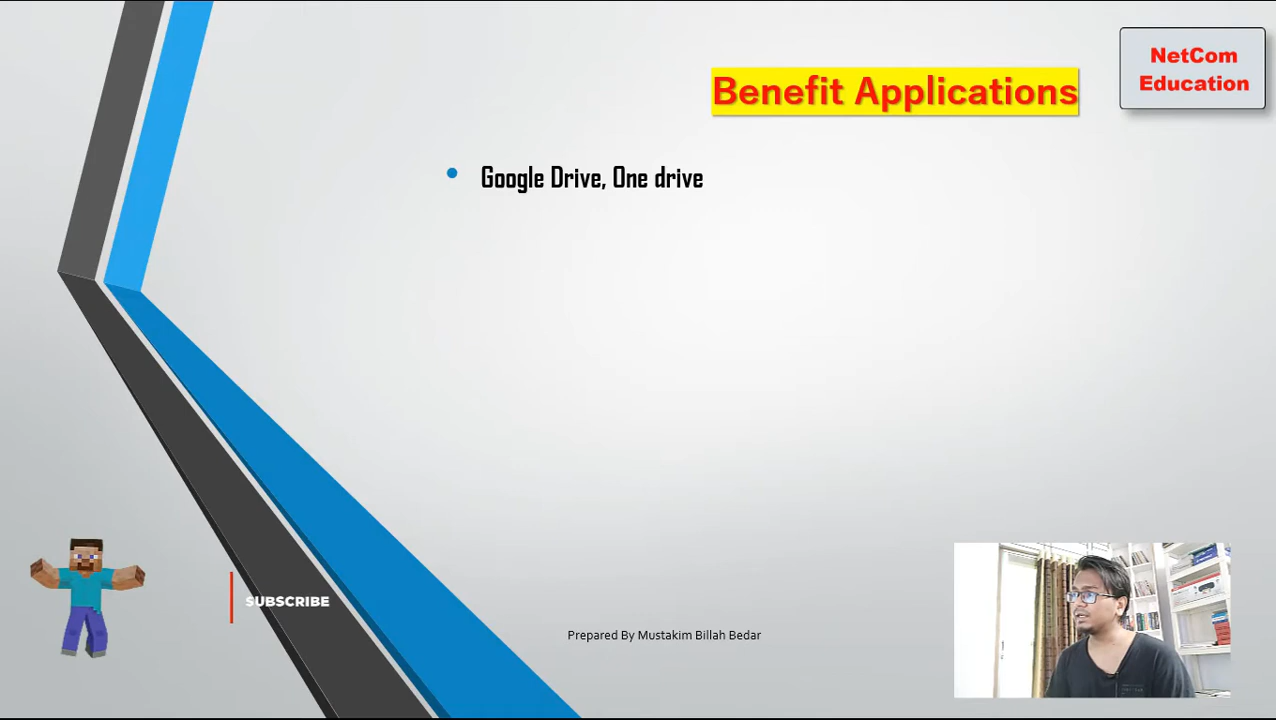 NetCom
Education
Benefit Applications
• Google Drive, One drive
SUBSCRIBE
Prepared By Mustakim Billah Bedar